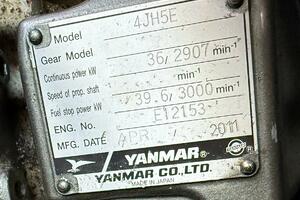 Model 4JH5E
Gear Model
Continuous power kW 36/2907 min⁻¹
Speed of prop. shaft min⁻¹
Fuel stop power kW 39.6/3000 min⁻¹
ENG. No. E12153
MFG. DATE APR. 2011
YANMAR®
YANMAR CO.,LTD.
MADE IN JAPAN